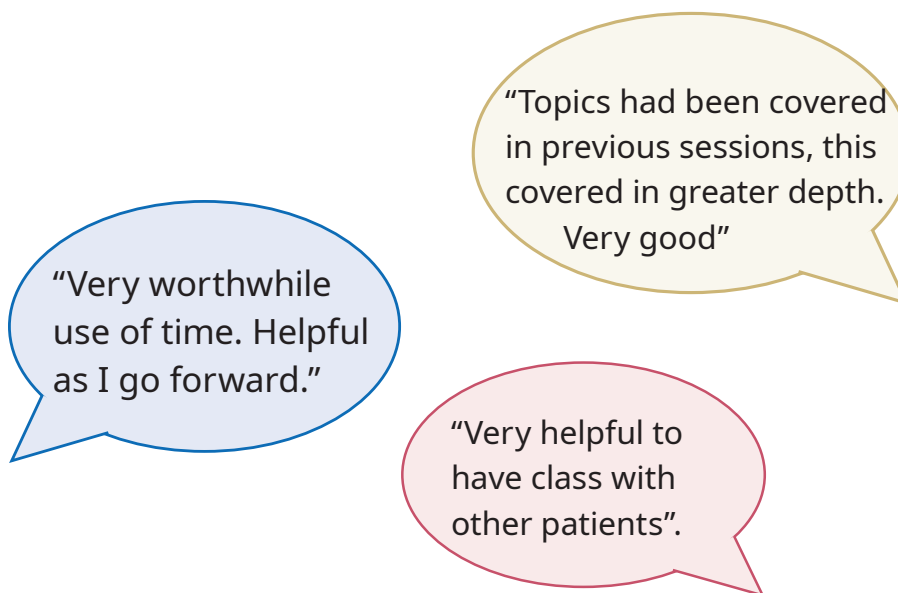 “Topics had been covered
in previous sessions, this
covered in greater depth.
Very good”
“Very worthwhile
use of time. Helpful
as I go forward.”
“Very helpful to
have class with
other patients”.